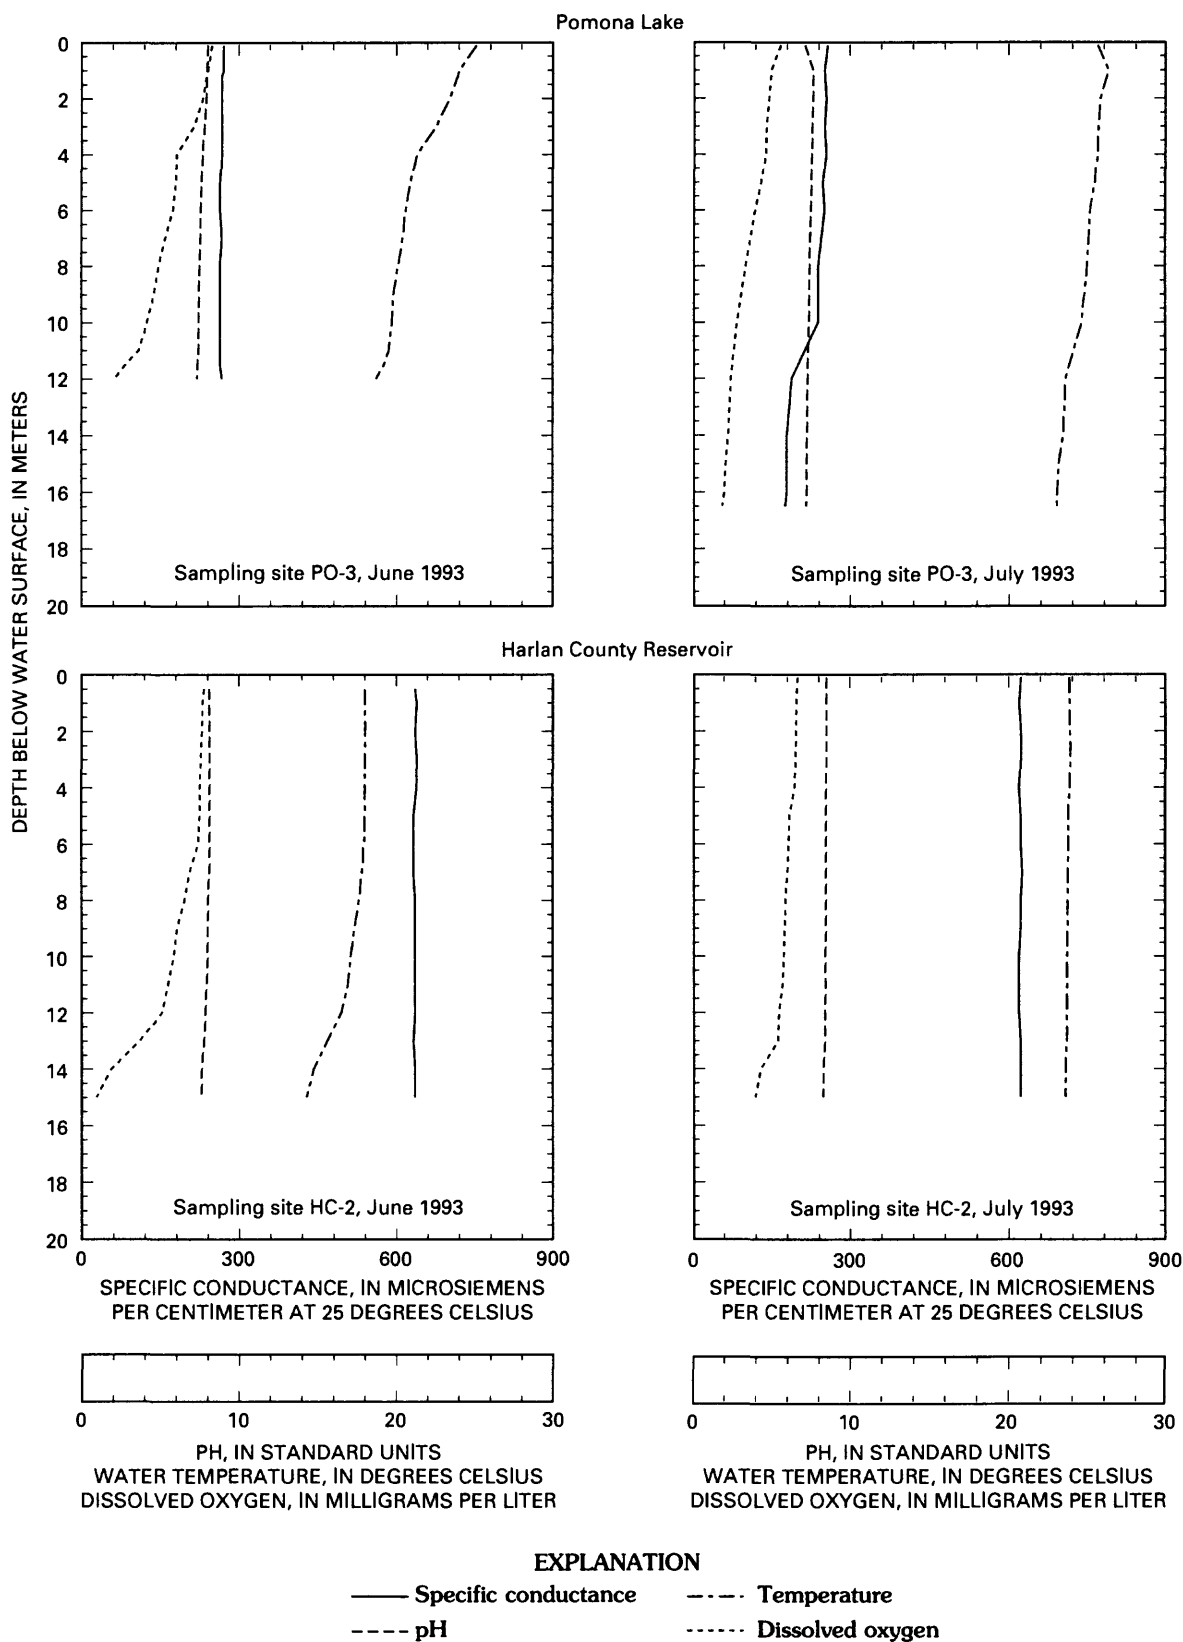 Pomona Lake
0
2
4
6
8
10
12
14
16
18
20
Sampling site PO-3, June 1993
Sampling site PO-3, July 1993
DEPTH BELOW WATER SURFACE, IN METERS
Harlan County Reservoir
0
2
4
6
8
10
12
14
16
18
20
Sampling site HC-2, June 1993
Sampling site HC-2, July 1993
0 300 600 900
0 300 600 900
SPECIFIC CONDUCTANCE, IN MICROSIEMENS
PER CENTIMETER AT 25 DEGREES CELSIUS
SPECIFIC CONDUCTANCE, IN MICROSIEMENS
PER CENTIMETER AT 25 DEGREES CELSIUS
0 10 20 30
0 10 20 30
PH, IN STANDARD UNITS
WATER TEMPERATURE, IN DEGREES CELSIUS
DISSOLVED OXYGEN, IN MILLIGRAMS PER LITER
PH, IN STANDARD UNITS
WATER TEMPERATURE, IN DEGREES CELSIUS
DISSOLVED OXYGEN, IN MILLIGRAMS PER LITER
EXPLANATION
Specific conductance
Temperature
pH
Dissolved oxygen